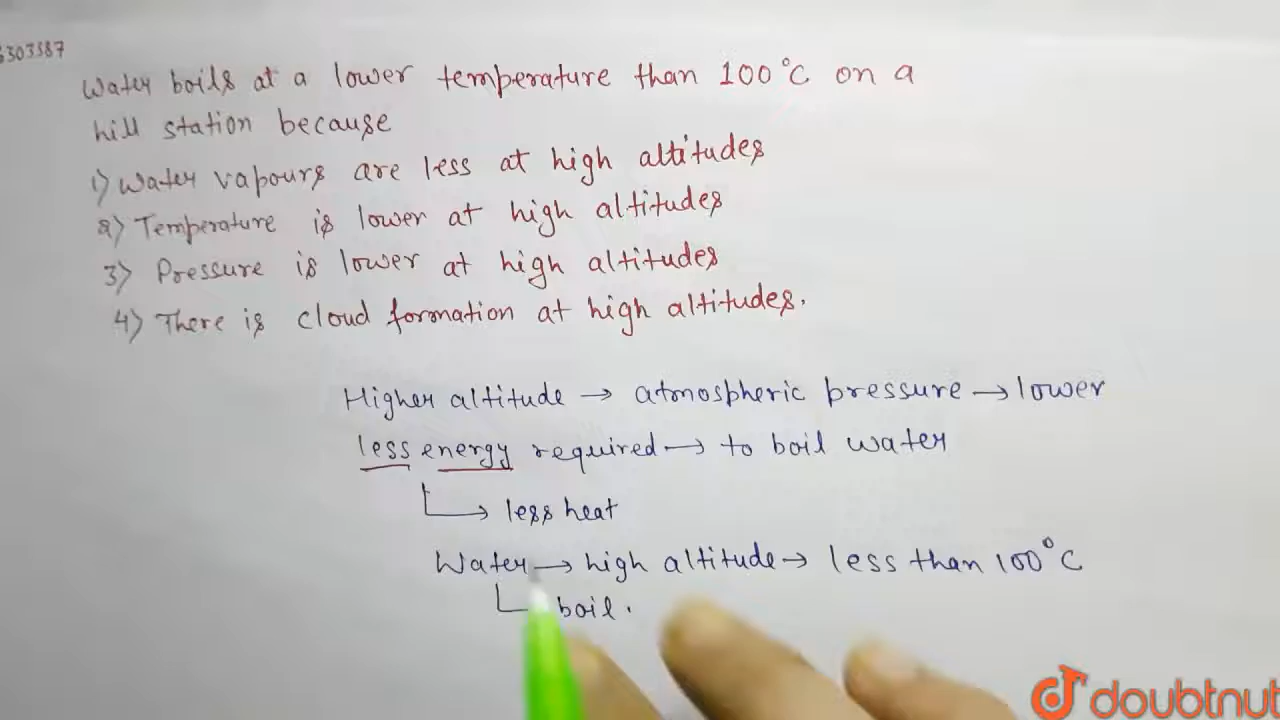 6303387
Water boils at a lower temperature than 100°C on a
hill station because
1) Water vapours are less at high altitudes
2) Temperature is lower at high altitudes
3) Pressure is lower at high altitudes
4) There is cloud formation at high altitudes.
Higher altitude → atmospheric pressure → lower
less energy required → to boil water
↳ less heat
Water → high altitude → less than 100°C
↳ boil.
doubtnut